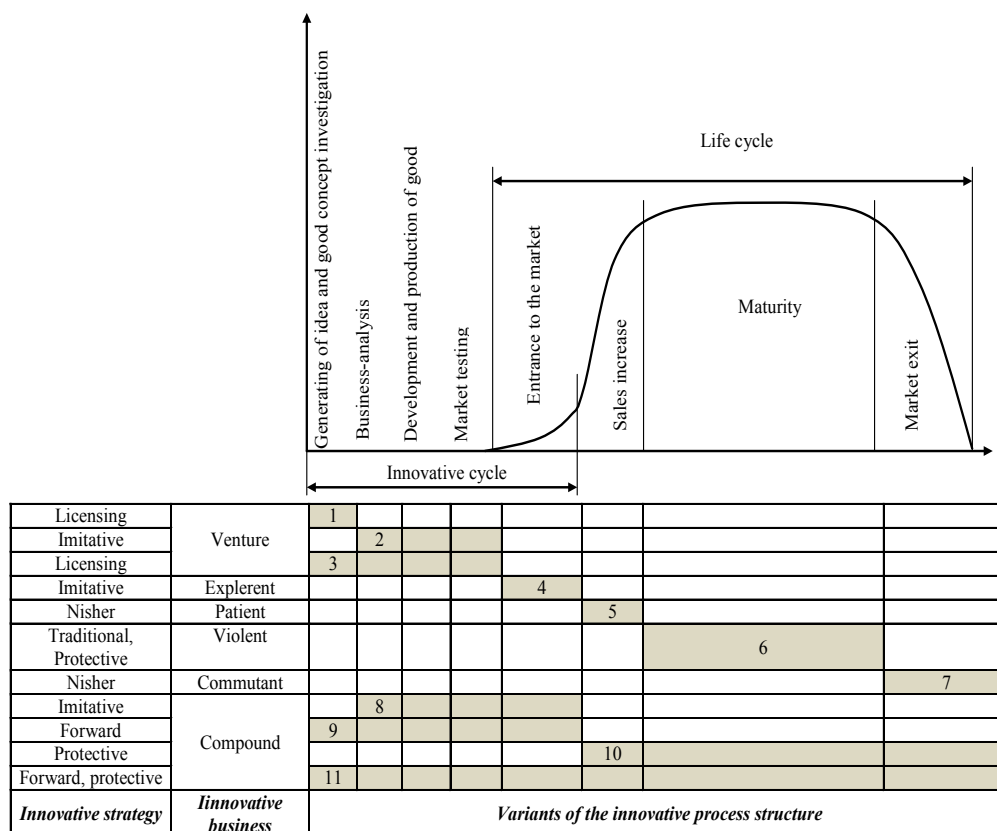 Generating of idea and good concept investigation
Business-analysis
Development and production of good
Market testing
Entrance to the market
Sales increase
Maturity
Market exit
Life cycle
Innovative cycle
Licensing
Venture
1
Imitative
2
Licensing
3
Imitative
Explerent
4
Nisher
Patient
5
Traditional,
Protective
Violent
6
Nisher
Commutant
7
Imitative
Compound
8
Forward
9
Protective
10
Forward, protective
11
Innovative strategy
Iinnovative
business
Variants of the innovative process structure